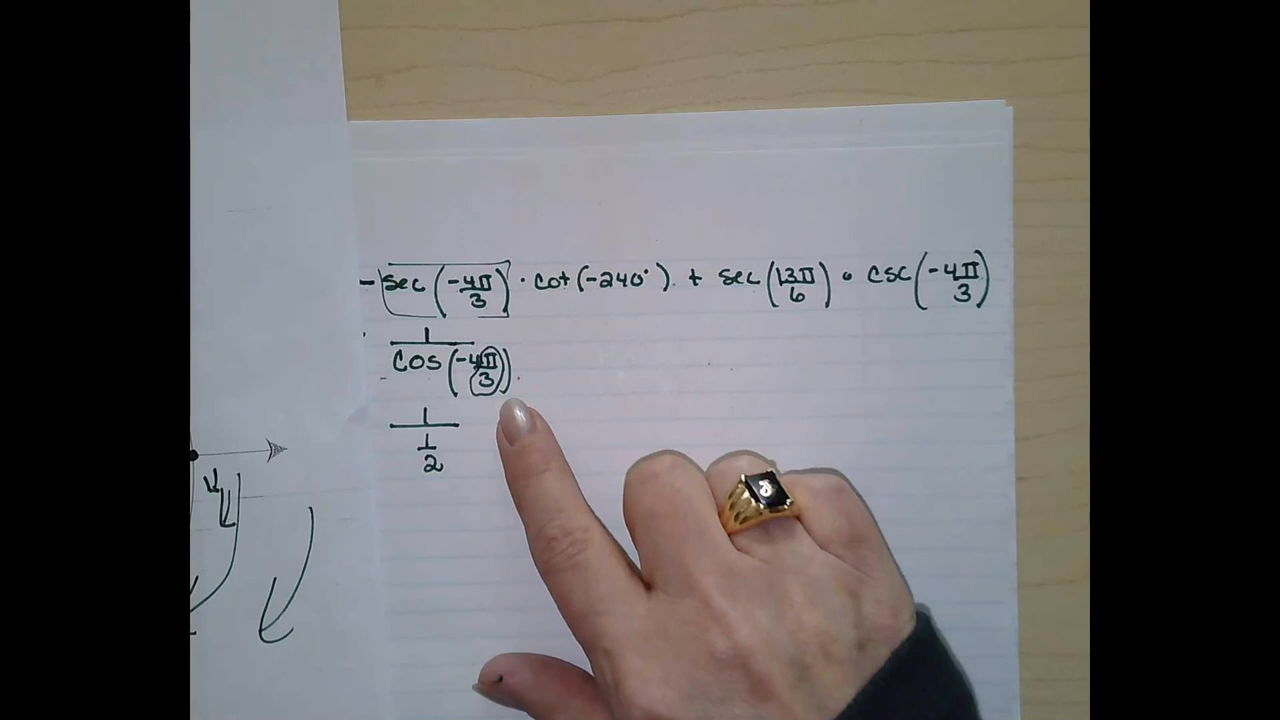 - sec(-4π/3) · cot(-240°) + sec(13π/6) · csc(-4π/3)
1/cos(-4π/3)
1/(1/2)